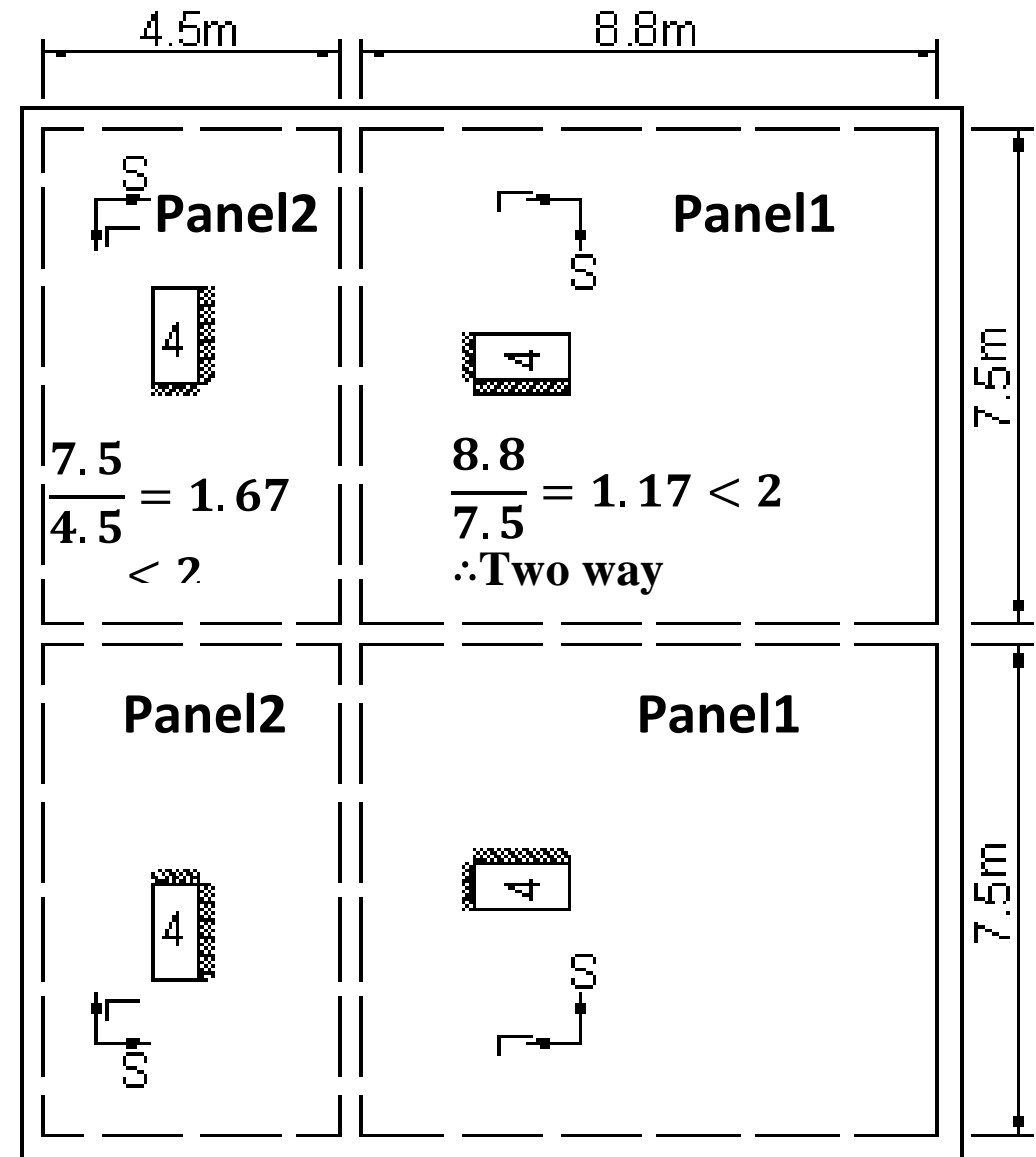 4.5m 8.8m
S
Panel2 Panel1
S
4 4
7.5m
7.5/4.5 = 1.67
< 2
8.8/7.5 = 1.17 < 2
∴Two way
Panel2 Panel1
4 4
7.5m
S
S